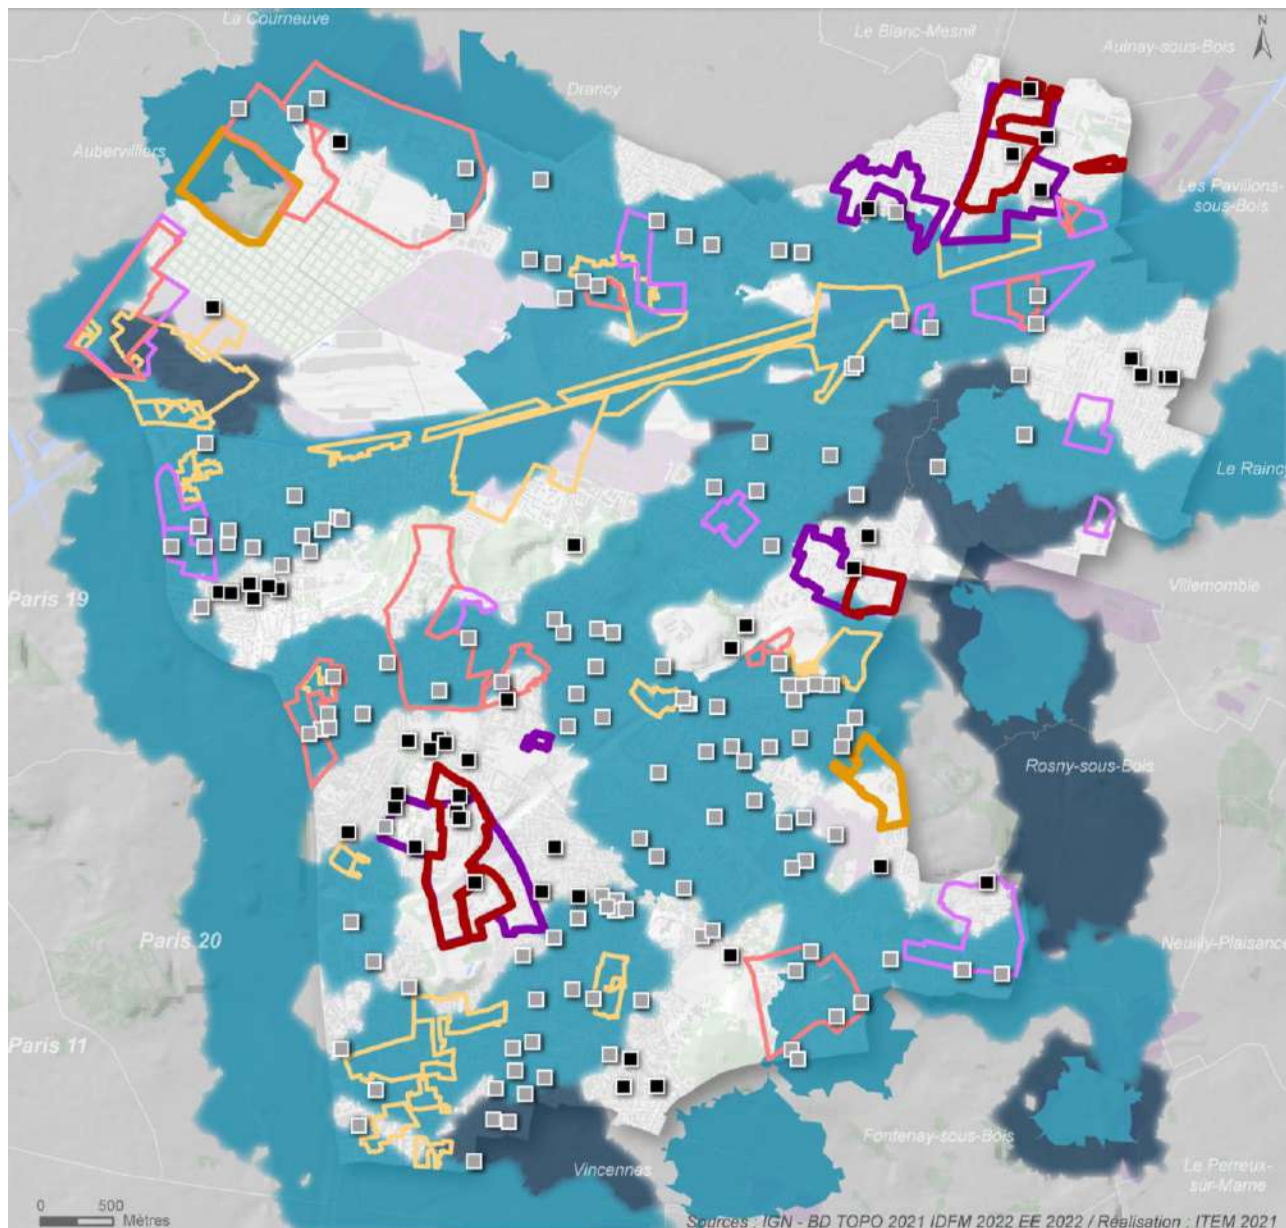 La Courneuve
Le Blanc-Mesnil
N
Aulnay-sous-Bois
Drancy
Aubervilliers
Les Pavillons-
sous-Bois
Le Raincy
Paris 19
Villemomble
Rosny-sous-Bois
Paris 20
Neuilly-Plaisance
Paris 11
Fontenay-sous-Bois
Vincennes
Le Perreux-
sur-Marne
0 500
Mètres
Sources : IGN - BD TOPO 2021 IDFM 2022 EE 2022 / Réalisation : ITEM 2021